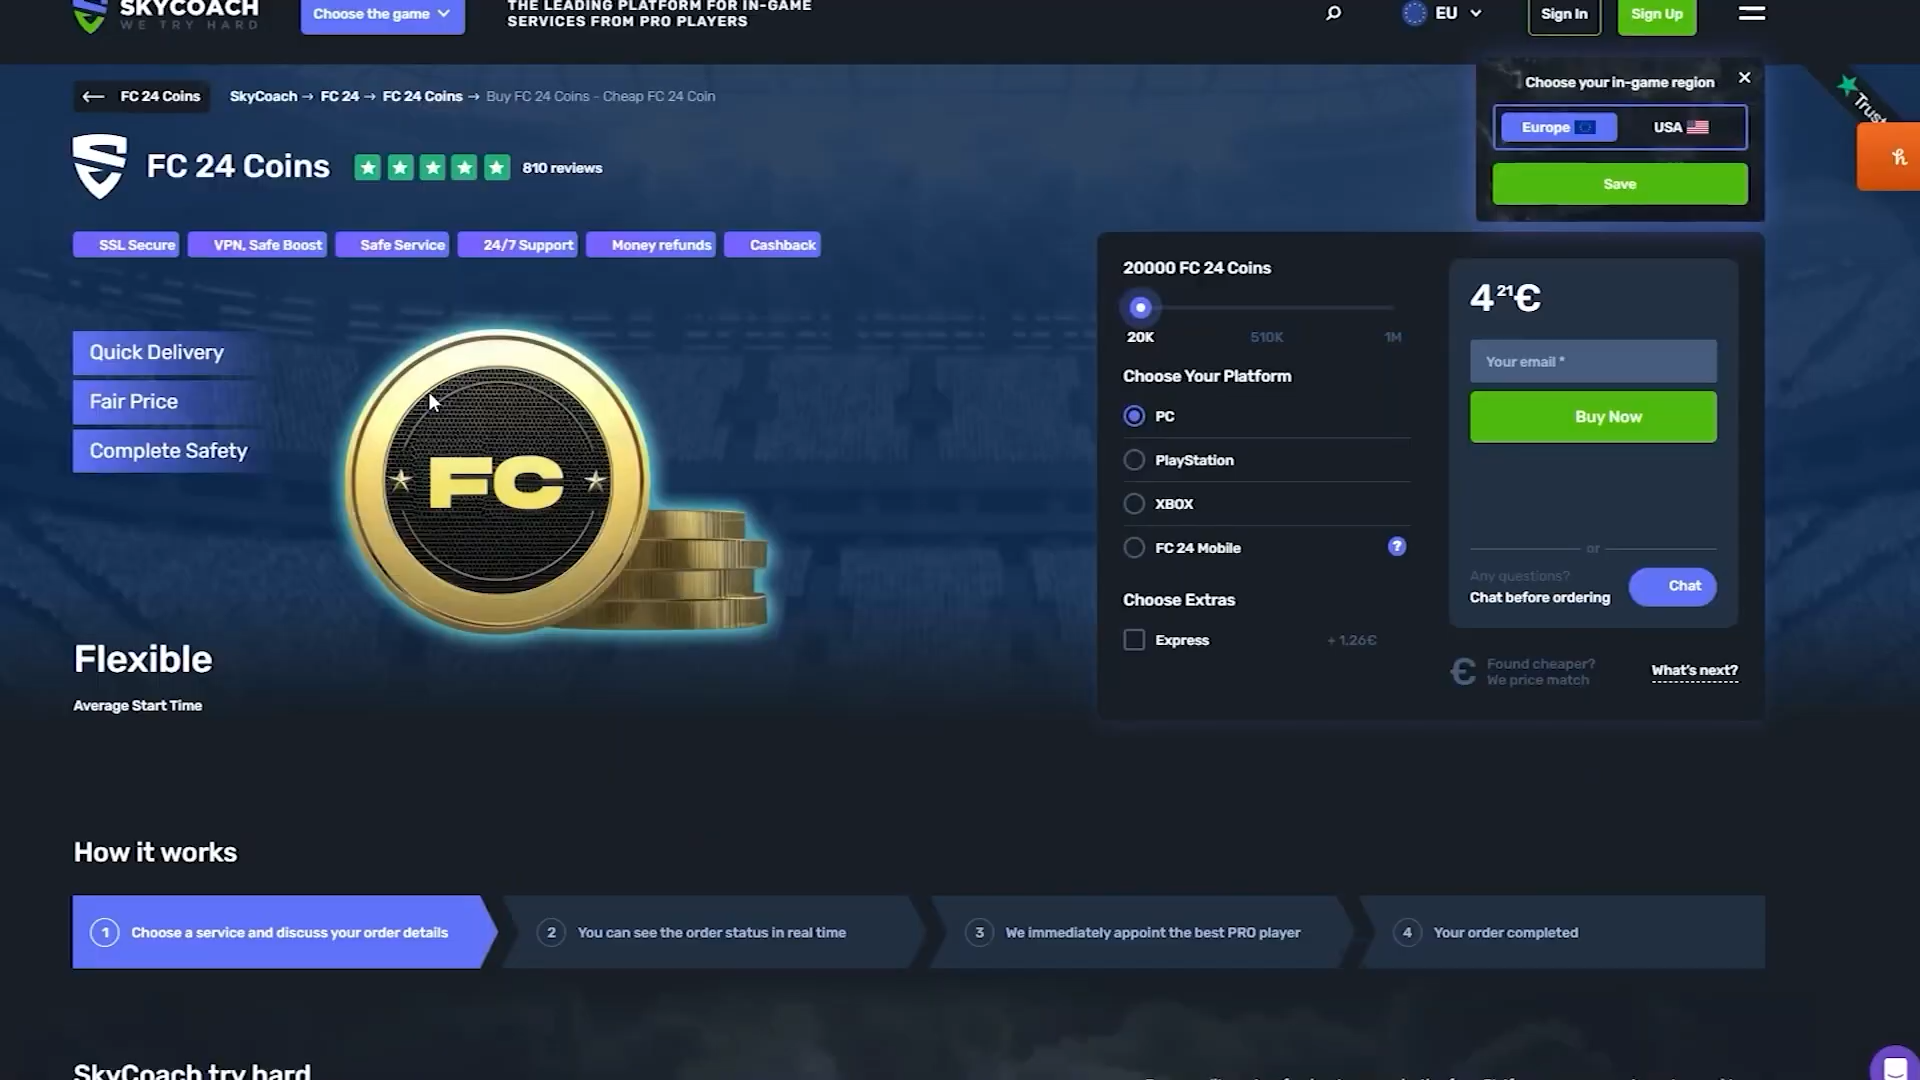 SKYCOACH
WE TRY HARD
Choose the game
THE LEADING PLATFORM FOR IN-GAME
SERVICES FROM PRO PLAYERS
EU
Sign In
Sign Up
FC 24 Coins
SkyCoach → FC 24 → FC 24 Coins → Buy FC 24 Coins - Cheap FC 24 Coin
Choose your in-game region
Europe
USA
Save
Trust
FC 24 Coins
810 reviews
SSL Secure
VPN, Safe Boost
Safe Service
24/7 Support
Money refunds
Cashback
Quick Delivery
Fair Price
Complete Safety
FC
Flexible
Average Start Time
20000 FC 24 Coins
20K
510K
1M
Choose Your Platform
PC
PlayStation
XBOX
FC 24 Mobile
?
Choose Extras
Express
+ 1.26€
4 21 €
Your email *
Buy Now
or
Any questions?
Chat before ordering
Chat
€
Found cheaper?
We price match
What's next?
How it works
1 Choose a service and discuss your order details
2 You can see the order status in real time
3 We immediately appoint the best PRO player
4 Your order completed
SkyCoach try hard